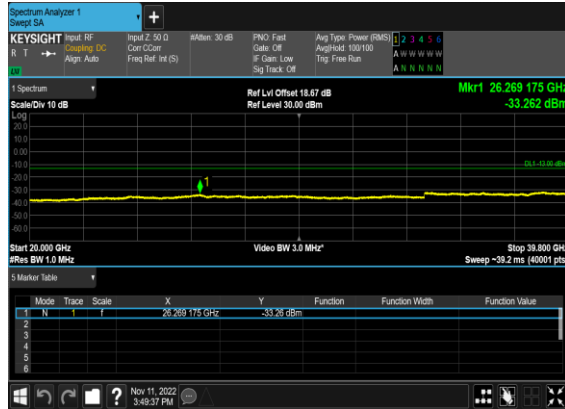 Spectrum Analyzer 1
Swept SA
+
KEYSIGHT Input: RF Input Z: 50 Ω #Atten: 30 dB PNO: Fast Avg Type: Power (RMS) 1 2 3 4 5 6
R T Coupling: DC Corr CCorr Gate: Off Avg|Hold: 100/100 A W W W W W
Align: Auto Freq Ref: Int (S) IF Gain: Low Trig: Free Run
Sig Track: Off A N N N N N
1 Spectrum Ref Lvl Offset 18.67 dB Mkr1 26.269 175 GHz
Scale/Div 10 dB Ref Level 30.00 dBm -33.262 dBm
Log
20.0
10.0
0.00
-10.0 DL1 -13.00 dBm
-20.0
-30.0 1
-40.0
-50.0
-60.0
Start 20.000 GHz Video BW 3.0 MHz* Stop 39.800 GHz
#Res BW 1.0 MHz Sweep ~39.2 ms (40001 pts)
5 Marker Table
Mode Trace Scale X Y Function Function Width Function Value
1 N 1 f 26.269 175 GHz -33.26 dBm
2
3
4
5
6
? Nov 11, 2022
3:49:37 PM